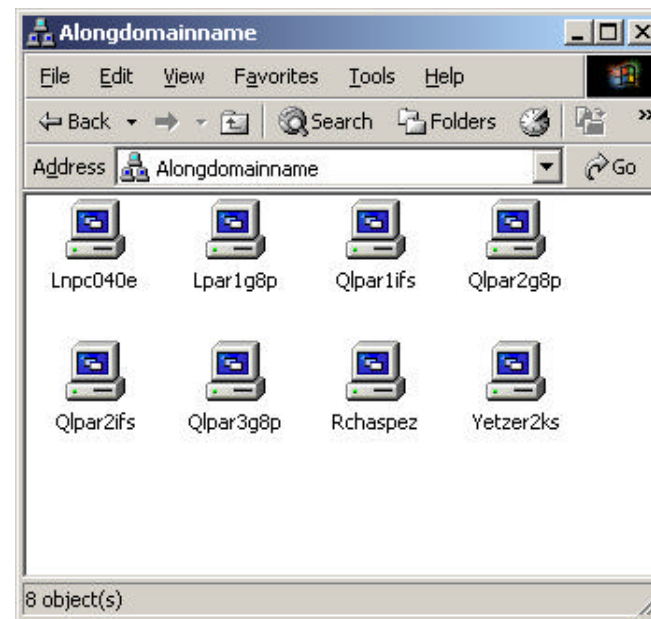 Alongdomainname
File Edit View Favorites Tools Help
Back Search Folders »
Address Alongdomainname Go
Lnpc040e Lpar1g8p Qlpar1ifs Qlpar2g8p
Qlpar2ifs Qlpar3g8p Rchaspez Yetzer2ks
8 object(s)